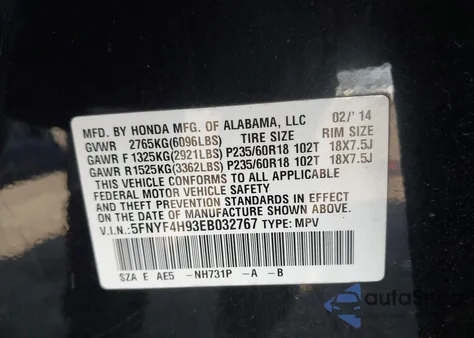 MFD. BY HONDA MFG. OF ALABAMA, LLC 02/'14
GVWR 2765KG(6096LBS) TIRE SIZE RIM SIZE
GAWR F 1325KG(2921LBS) P235/60R18 102T 18X7.5J
GAWR R 1525KG(3362LBS) P235/60R18 102T 18X7.5J
THIS VEHICLE CONFORMS TO ALL APPLICABLE
FEDERAL MOTOR VEHICLE SAFETY
AND THEFT PREVENTION STANDARDS IN EFFECT
ON THE DATE OF MANUFACTURE SHOWN ABOVE.
V.I.N.:5FNYF4H93EB032767 TYPE: MPV
SZA E AE5 -NH731P -A -B